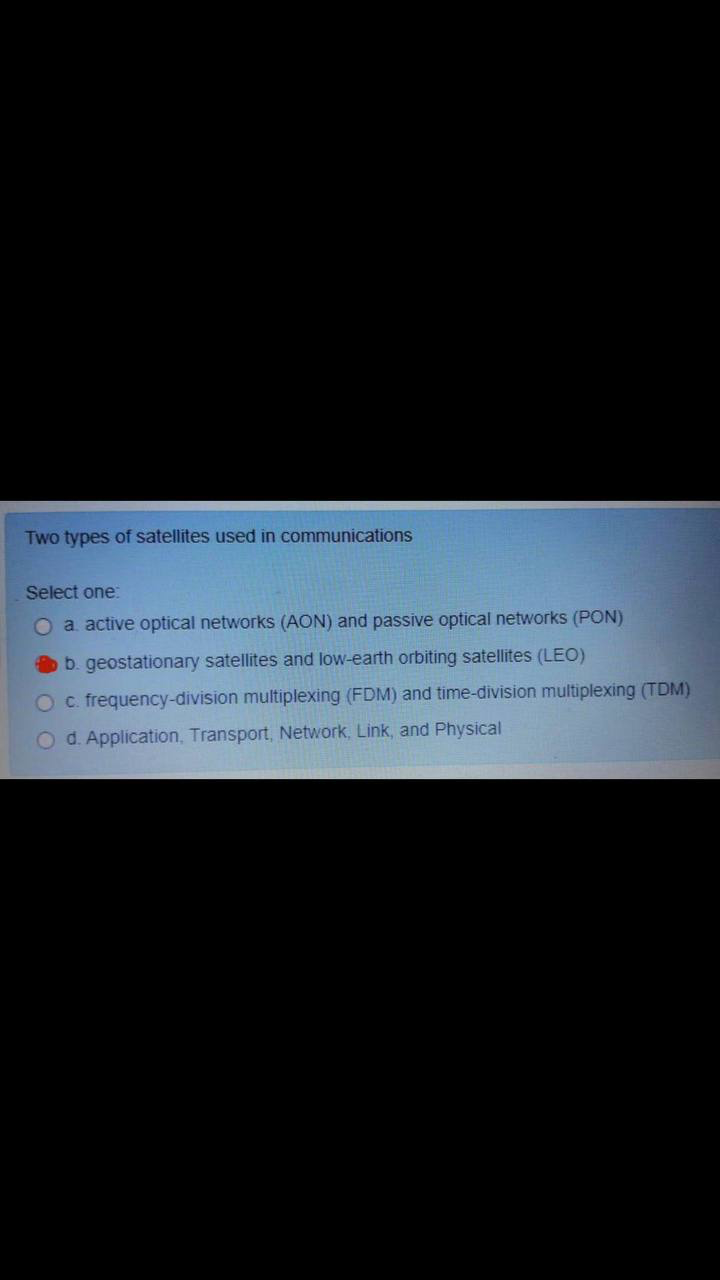 Two types of satellites used in communications
Select one:
a. active optical networks (AON) and passive optical networks (PON)
b. geostationary satellites and low-earth orbiting satellites (LEO)
c. frequency-division multiplexing (FDM) and time-division multiplexing (TDM)
d. Application, Transport, Network, Link, and Physical